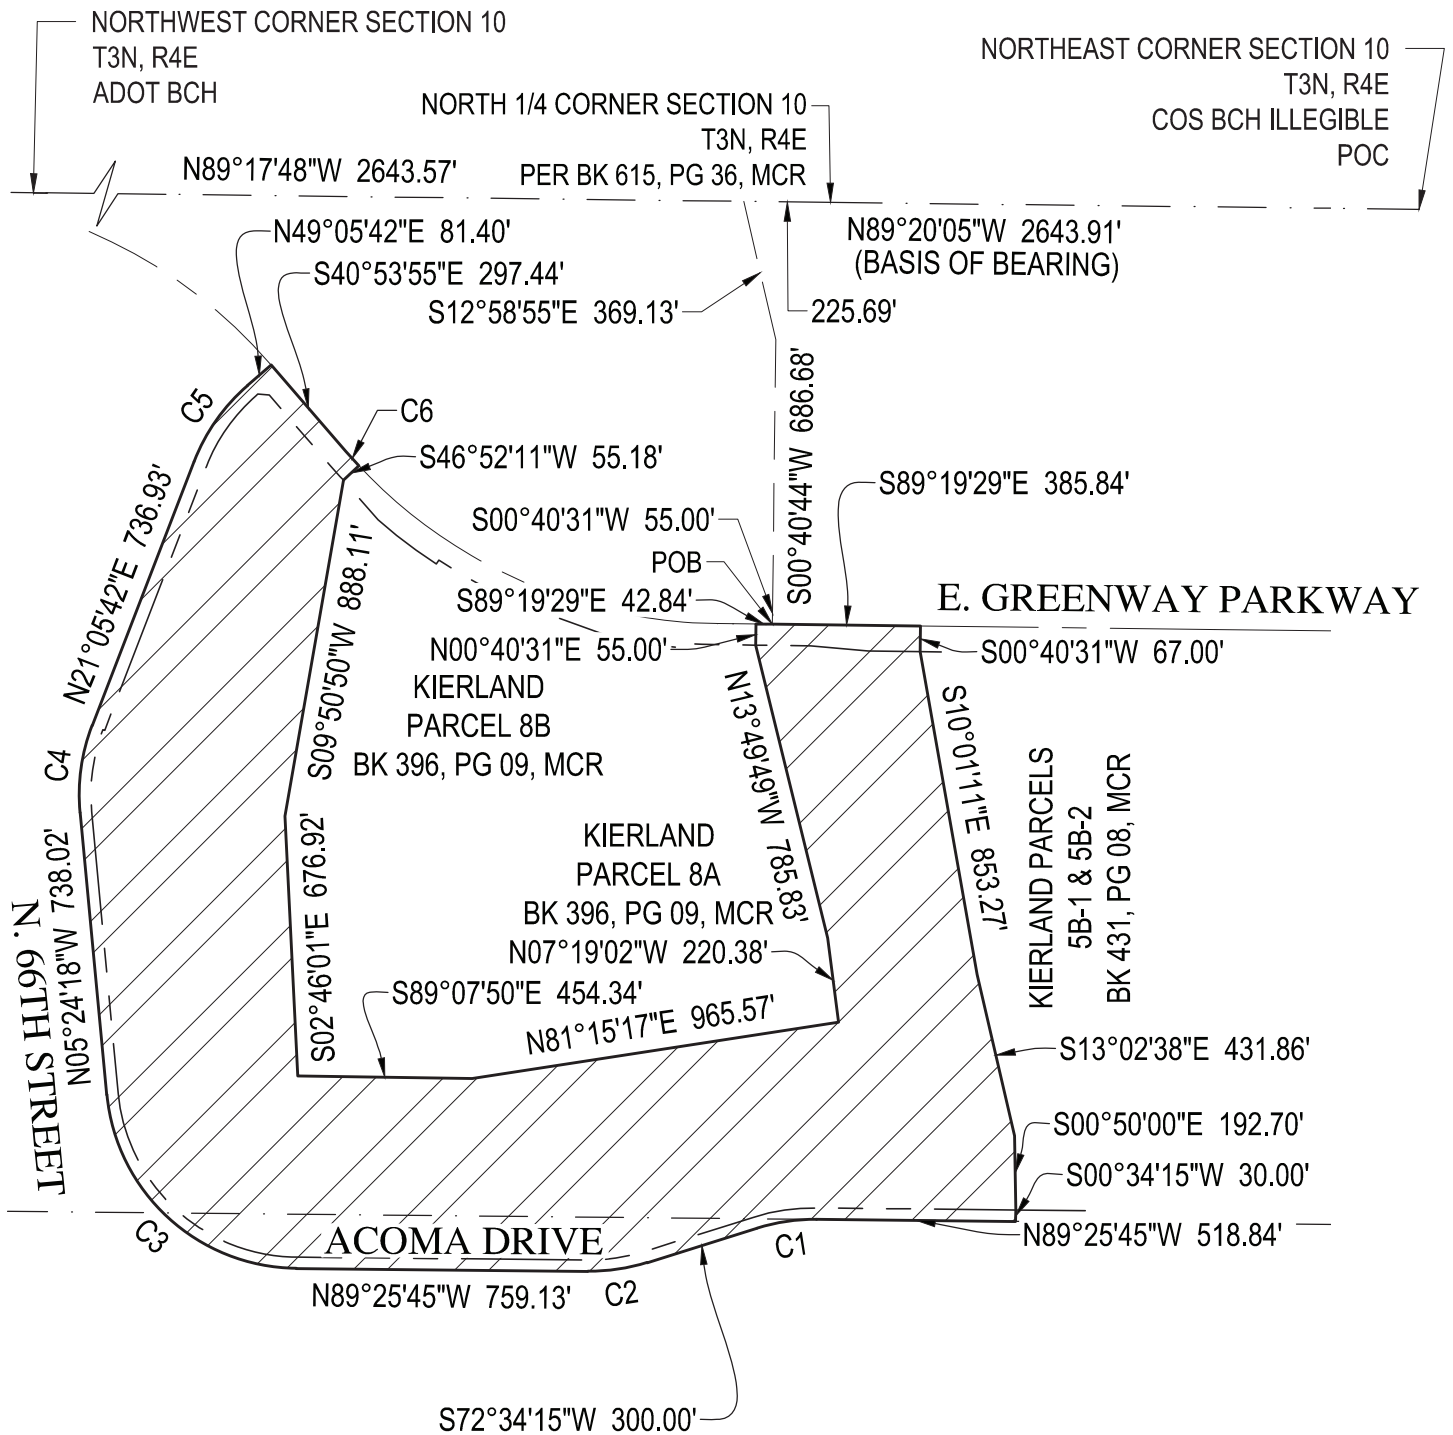 NORTHWEST CORNER SECTION 10
T3N, R4E
ADOT BCH
NORTHEAST CORNER SECTION 10
T3N, R4E
COS BCH ILLEGIBLE
POC
NORTH 1/4 CORNER SECTION 10
T3N, R4E
PER BK 615, PG 36, MCR
N89°17'48"W 2643.57'
N89°20'05"W 2643.91'
(BASIS OF BEARING)
N49°05'42"E 81.40'
S40°53'55"E 297.44'
S12°58'55"E 369.13'
225.69'
S00°40'44"W 686.68'
C5
C6
S46°52'11"W 55.18'
S89°19'29"E 385.84'
S00°40'31"W 55.00'
POB
S89°19'29"E 42.84'
E. GREENWAY PARKWAY
N00°40'31"E 55.00'
S00°40'31"W 67.00'
N21°05'42"E 736.93'
S09°50'50"W 888.11'
KIERLAND
PARCEL 8B
BK 396, PG 09, MCR
N13°49'49"W 785.83'
S10°01'11"E 853.27'
KIERLAND PARCELS
5B-1 & 5B-2
BK 431, PG 08, MCR
C4
KIERLAND
PARCEL 8A
BK 396, PG 09, MCR
N07°19'02"W 220.38'
S02°46'01"E 676.92'
N05°24'18"W 738.02'
N. 66TH STREET
S89°07'50"E 454.34'
N81°15'17"E 965.57'
S13°02'38"E 431.86'
S00°50'00"E 192.70'
S00°34'15"W 30.00'
N89°25'45"W 518.84'
C3
ACOMA DRIVE
C1
N89°25'45"W 759.13'
C2
S72°34'15"W 300.00'